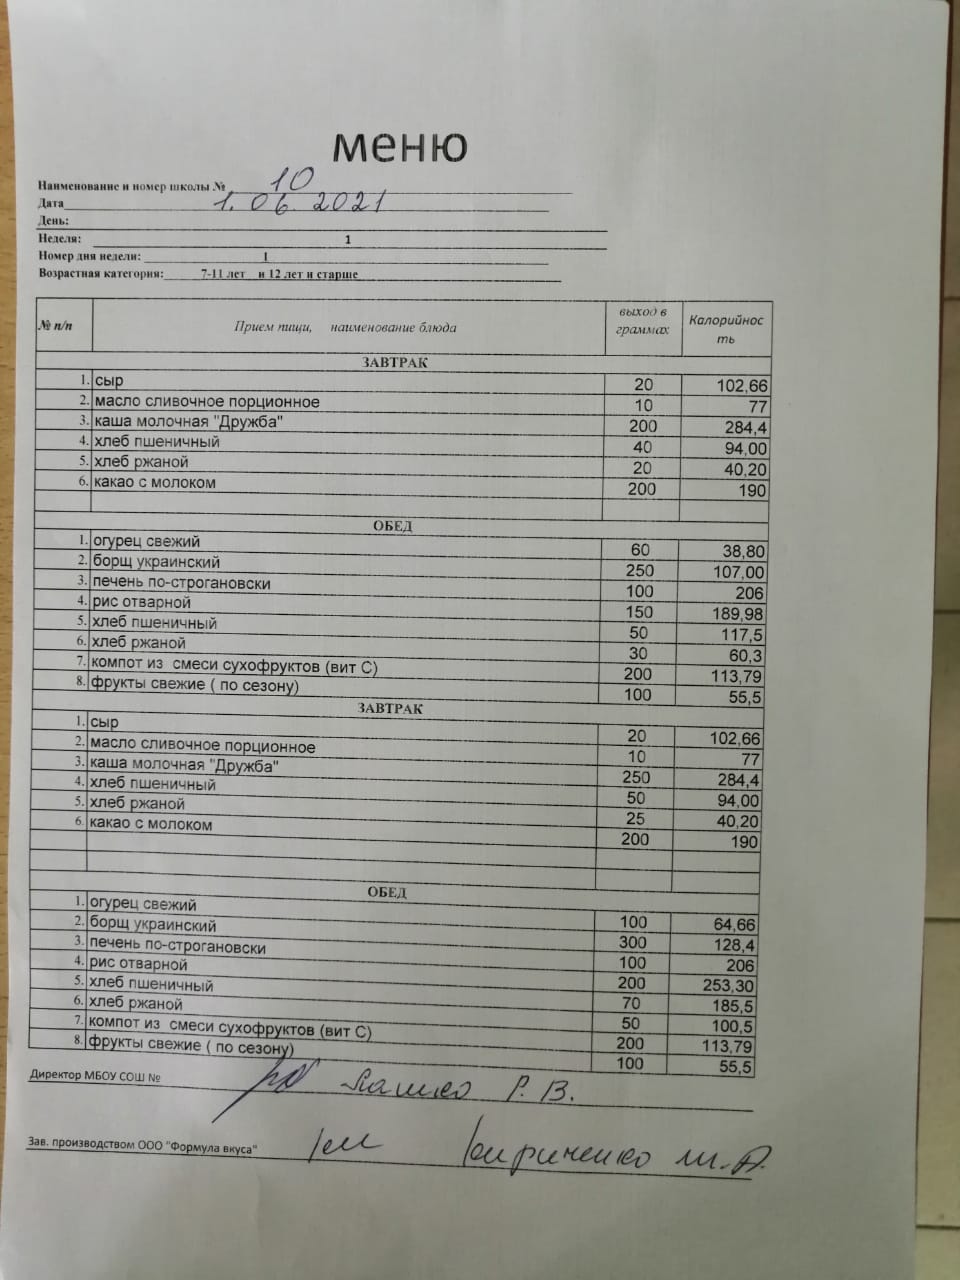 меню
Наименование и номер школы № 10
Дата 1.06.2021
День:
Неделя: 1
Номер дня недели: 1
Возрастная категория: 7-11 лет и 12 лет и старше
№ п/п Прием пищи, наименование блюда выход в граммах Калорийность
ЗАВТРАК
1. сыр 20 102,66
2. масло сливочное порционное 10 77
3. каша молочная "Дружба" 200 284,4
4. хлеб пшеничный 40 94,00
5. хлеб ржаной 20 40,20
6. какао с молоком 200 190
ОБЕД
1. огурец свежий 60 38,80
2. борщ украинский 250 107,00
3. печень по-строгановски 100 206
4. рис отварной 150 189,98
5. хлеб пшеничный 50 117,5
6. хлеб ржаной 30 60,3
7. компот из смеси сухофруктов (вит С) 200 113,79
8. фрукты свежие ( по сезону) 100 55,5
ЗАВТРАК
1. сыр 20 102,66
2. масло сливочное порционное 10 77
3. каша молочная "Дружба" 250 284,4
4. хлеб пшеничный 50 94,00
5. хлеб ржаной 25 40,20
6. какао с молоком 200 190
ОБЕД
1. огурец свежий 100 64,66
2. борщ украинский 300 128,4
3. печень по-строгановски 100 206
4. рис отварной 200 253,30
5. хлеб пшеничный 70 185,5
6. хлеб ржаной 50 100,5
7. компот из смеси сухофруктов (вит С) 200 113,79
8. фрукты свежие ( по сезону) 100 55,5
Директор МБОУ СОШ № Р. В.
Зав. производством ООО "Формула вкуса" Кириченко